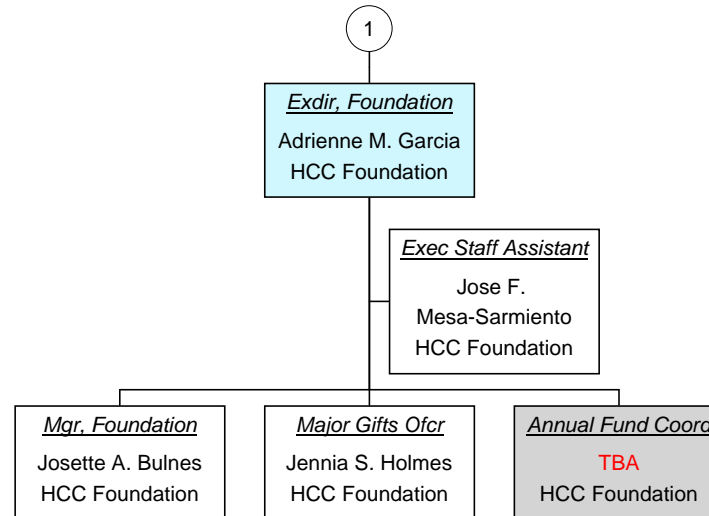 1
Exdir, Foundation
Adrienne M. Garcia
HCC Foundation
Exec Staff Assistant
Jose F.
Mesa-Sarmiento
HCC Foundation
Mgr, Foundation
Josette A. Bulnes
HCC Foundation
Major Gifts Ofcr
Jennia S. Holmes
HCC Foundation
Annual Fund Coord
TBA
HCC Foundation